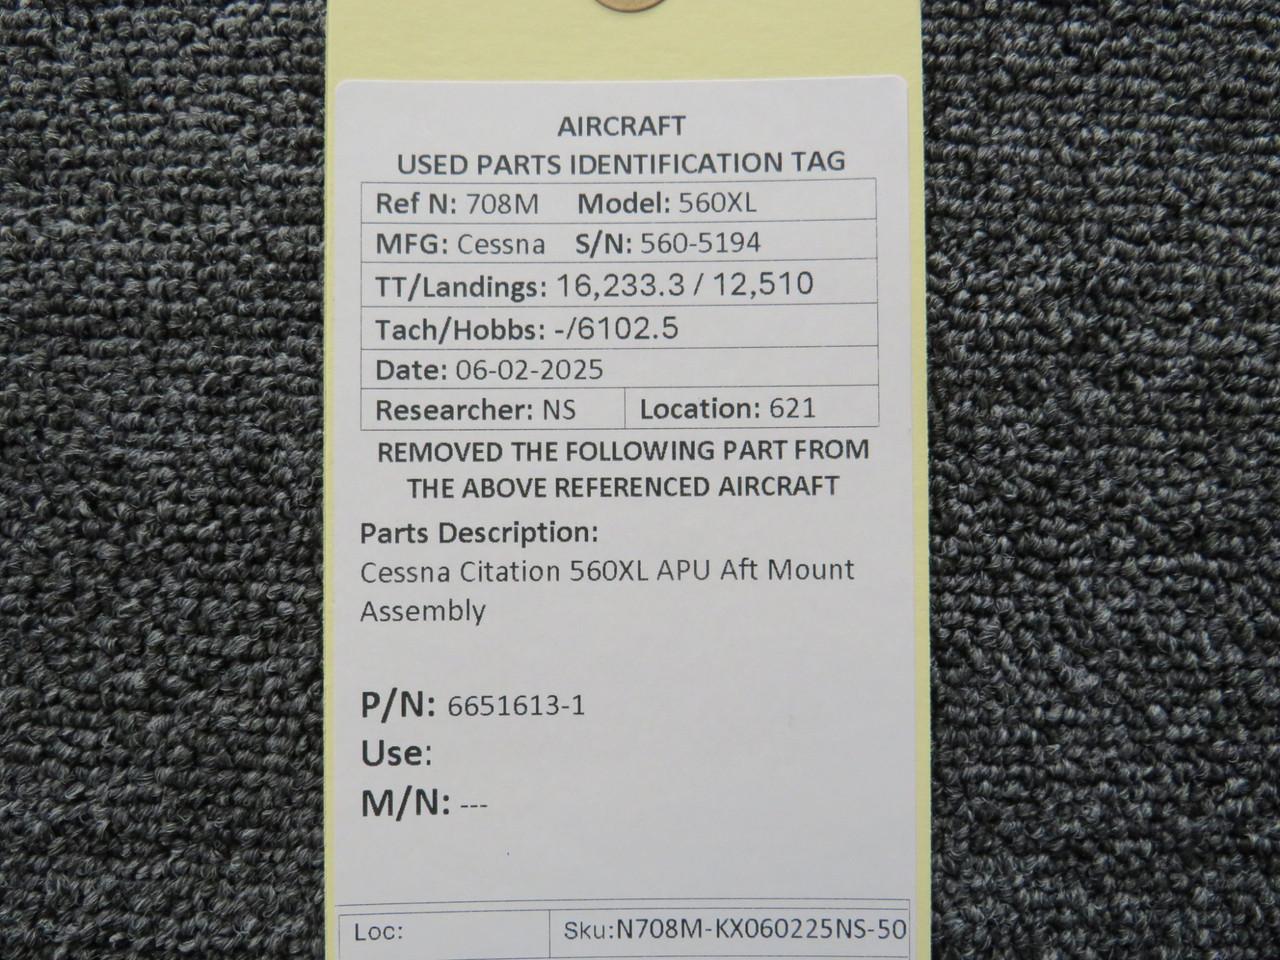 AIRCRAFT
USED PARTS IDENTIFICATION TAG
Ref N: 708M Model: 560XL
MFG: Cessna S/N: 560-5194
TT/Landings: 16,233.3 / 12,510
Tach/Hobbs: -/6102.5
Date: 06-02-2025
Researcher: NS Location: 621
REMOVED THE FOLLOWING PART FROM
THE ABOVE REFERENCED AIRCRAFT
Parts Description:
Cessna Citation 560XL APU Aft Mount
Assembly
P/N: 6651613-1
Use:
M/N: ---
Loc: Sku:N708M-KX060225NS-50